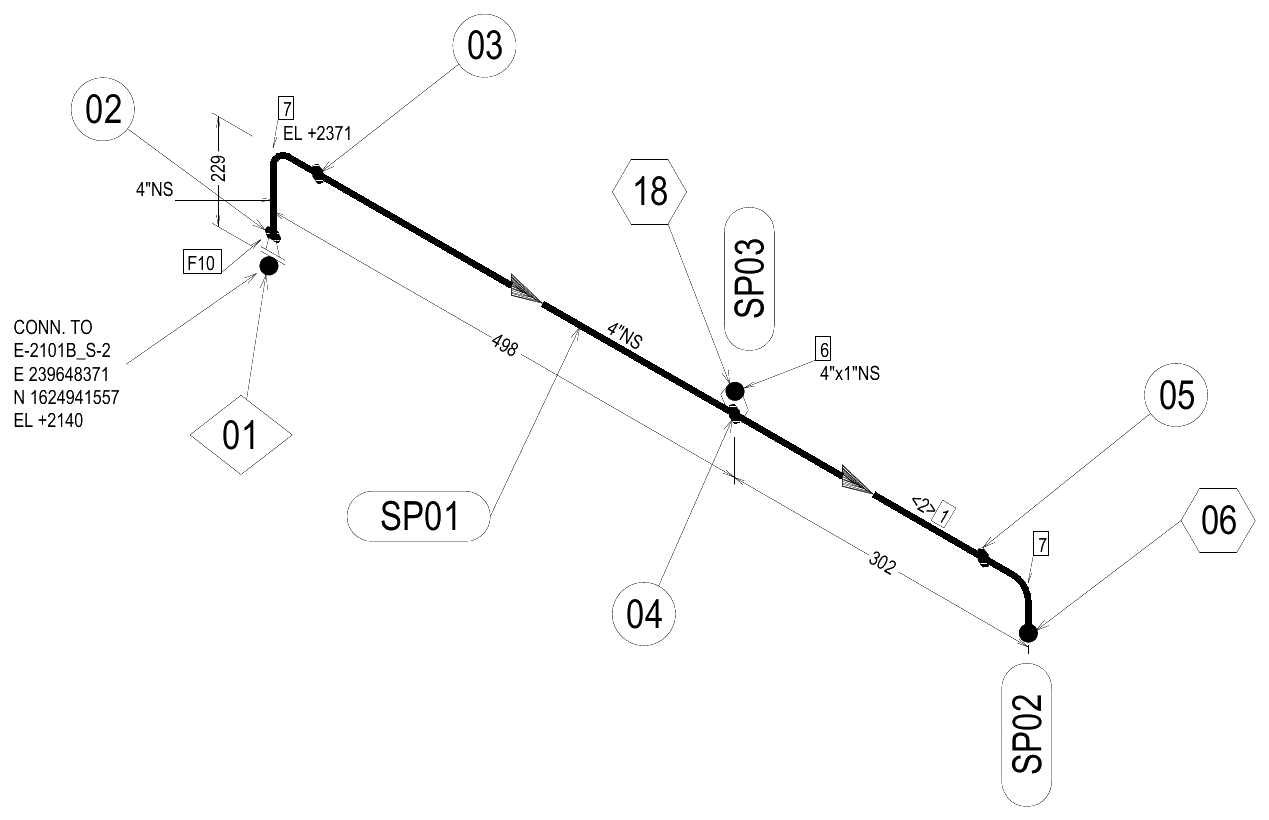 03
02
7
EL +2371
229
4"NS
18
SP03
F10
CONN. TO
E-2101B_S-2
E 239648371
N 1624941557
EL +2140
4"NS
498
6
4"x1"NS
05
01
SP01
<2> 1
06
7
302
04
SP02